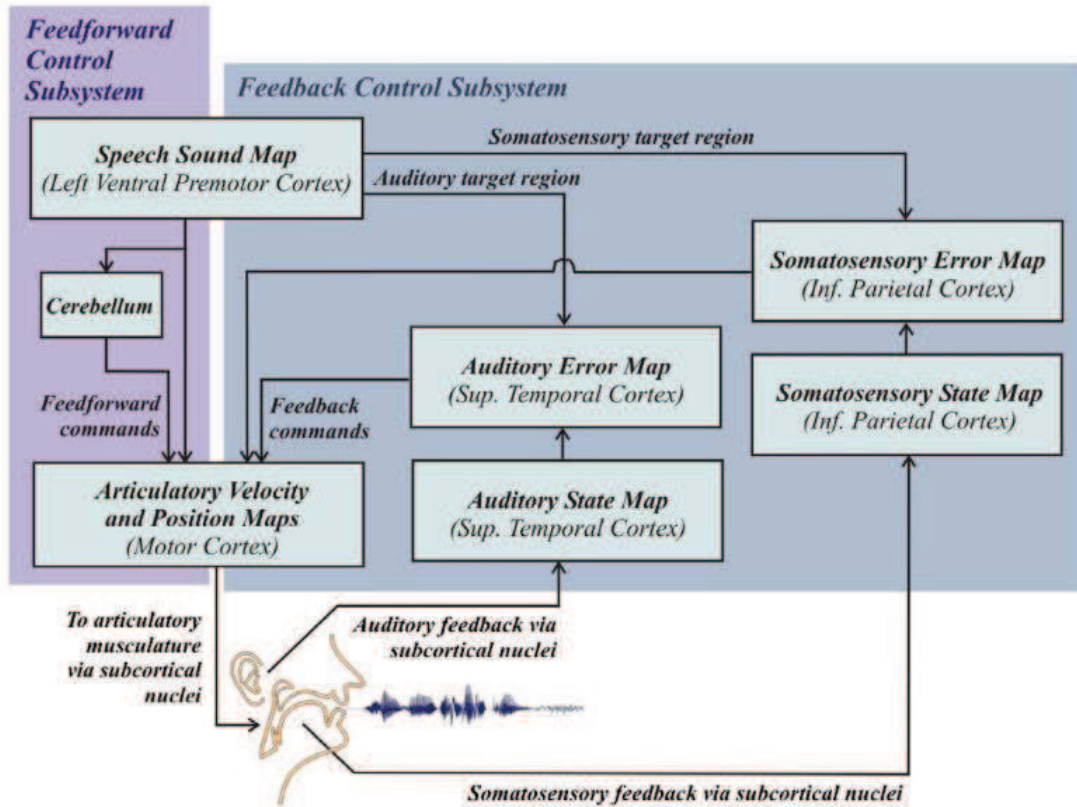 Feedforward
Control
Subsystem
Feedback Control Subsystem
Speech Sound Map
(Left Ventral Premotor Cortex)
Somatosensory target region
Auditory target region
Cerebellum
Somatosensory Error Map
(Inf. Parietal Cortex)
Auditory Error Map
(Sup. Temporal Cortex)
Somatosensory State Map
(Inf. Parietal Cortex)
Feedforward
commands
Feedback
commands
Articulatory Velocity
and Position Maps
(Motor Cortex)
Auditory State Map
(Sup. Temporal Cortex)
To articulatory
musculature
via subcortical
nuclei
Auditory feedback via
subcortical nuclei
Somatosensory feedback via subcortical nuclei